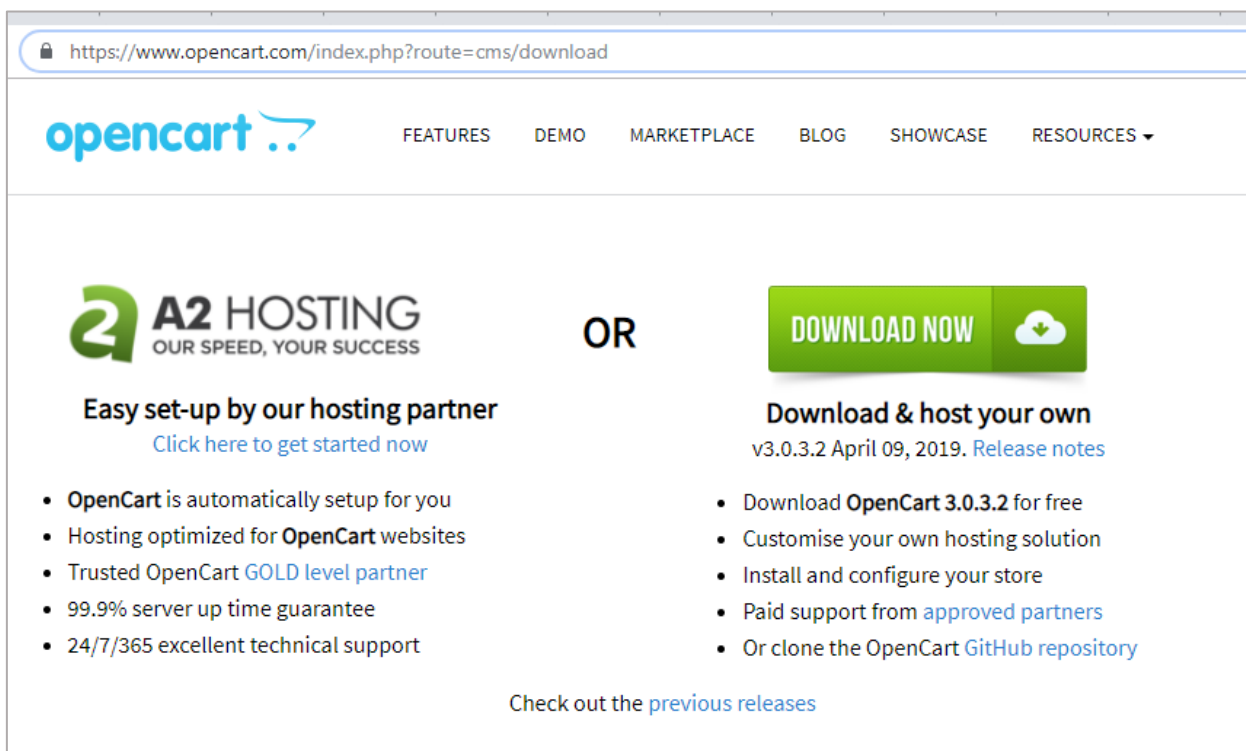 https://www.opencart.com/index.php?route=cms/download
opencart
FEATURES DEMO MARKETPLACE BLOG SHOWCASE RESOURCES
A2 HOSTING
OUR SPEED, YOUR SUCCESS
Easy set-up by our hosting partner
Click here to get started now
• OpenCart is automatically setup for you
• Hosting optimized for OpenCart websites
• Trusted OpenCart GOLD level partner
• 99.9% server up time guarantee
• 24/7/365 excellent technical support
OR
DOWNLOAD NOW
Download & host your own
v3.0.3.2 April 09, 2019. Release notes
• Download OpenCart 3.0.3.2 for free
• Customise your own hosting solution
• Install and configure your store
• Paid support from approved partners
• Or clone the OpenCart GitHub repository
Check out the previous releases